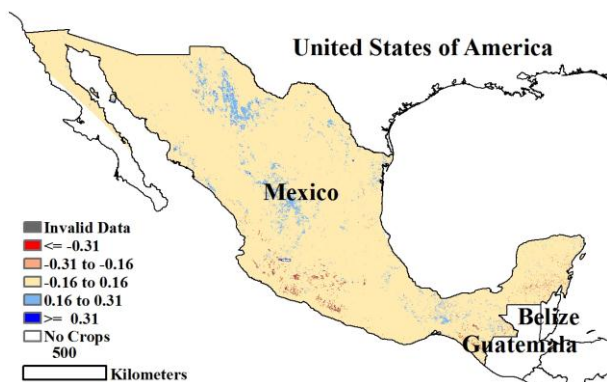 United States of America
Mexico
Invalid Data
<= -0.31
-0.31 to -0.16
-0.16 to 0.16
0.16 to 0.31
>= 0.31
No Crops
500
Kilometers
Belize
Guatemala